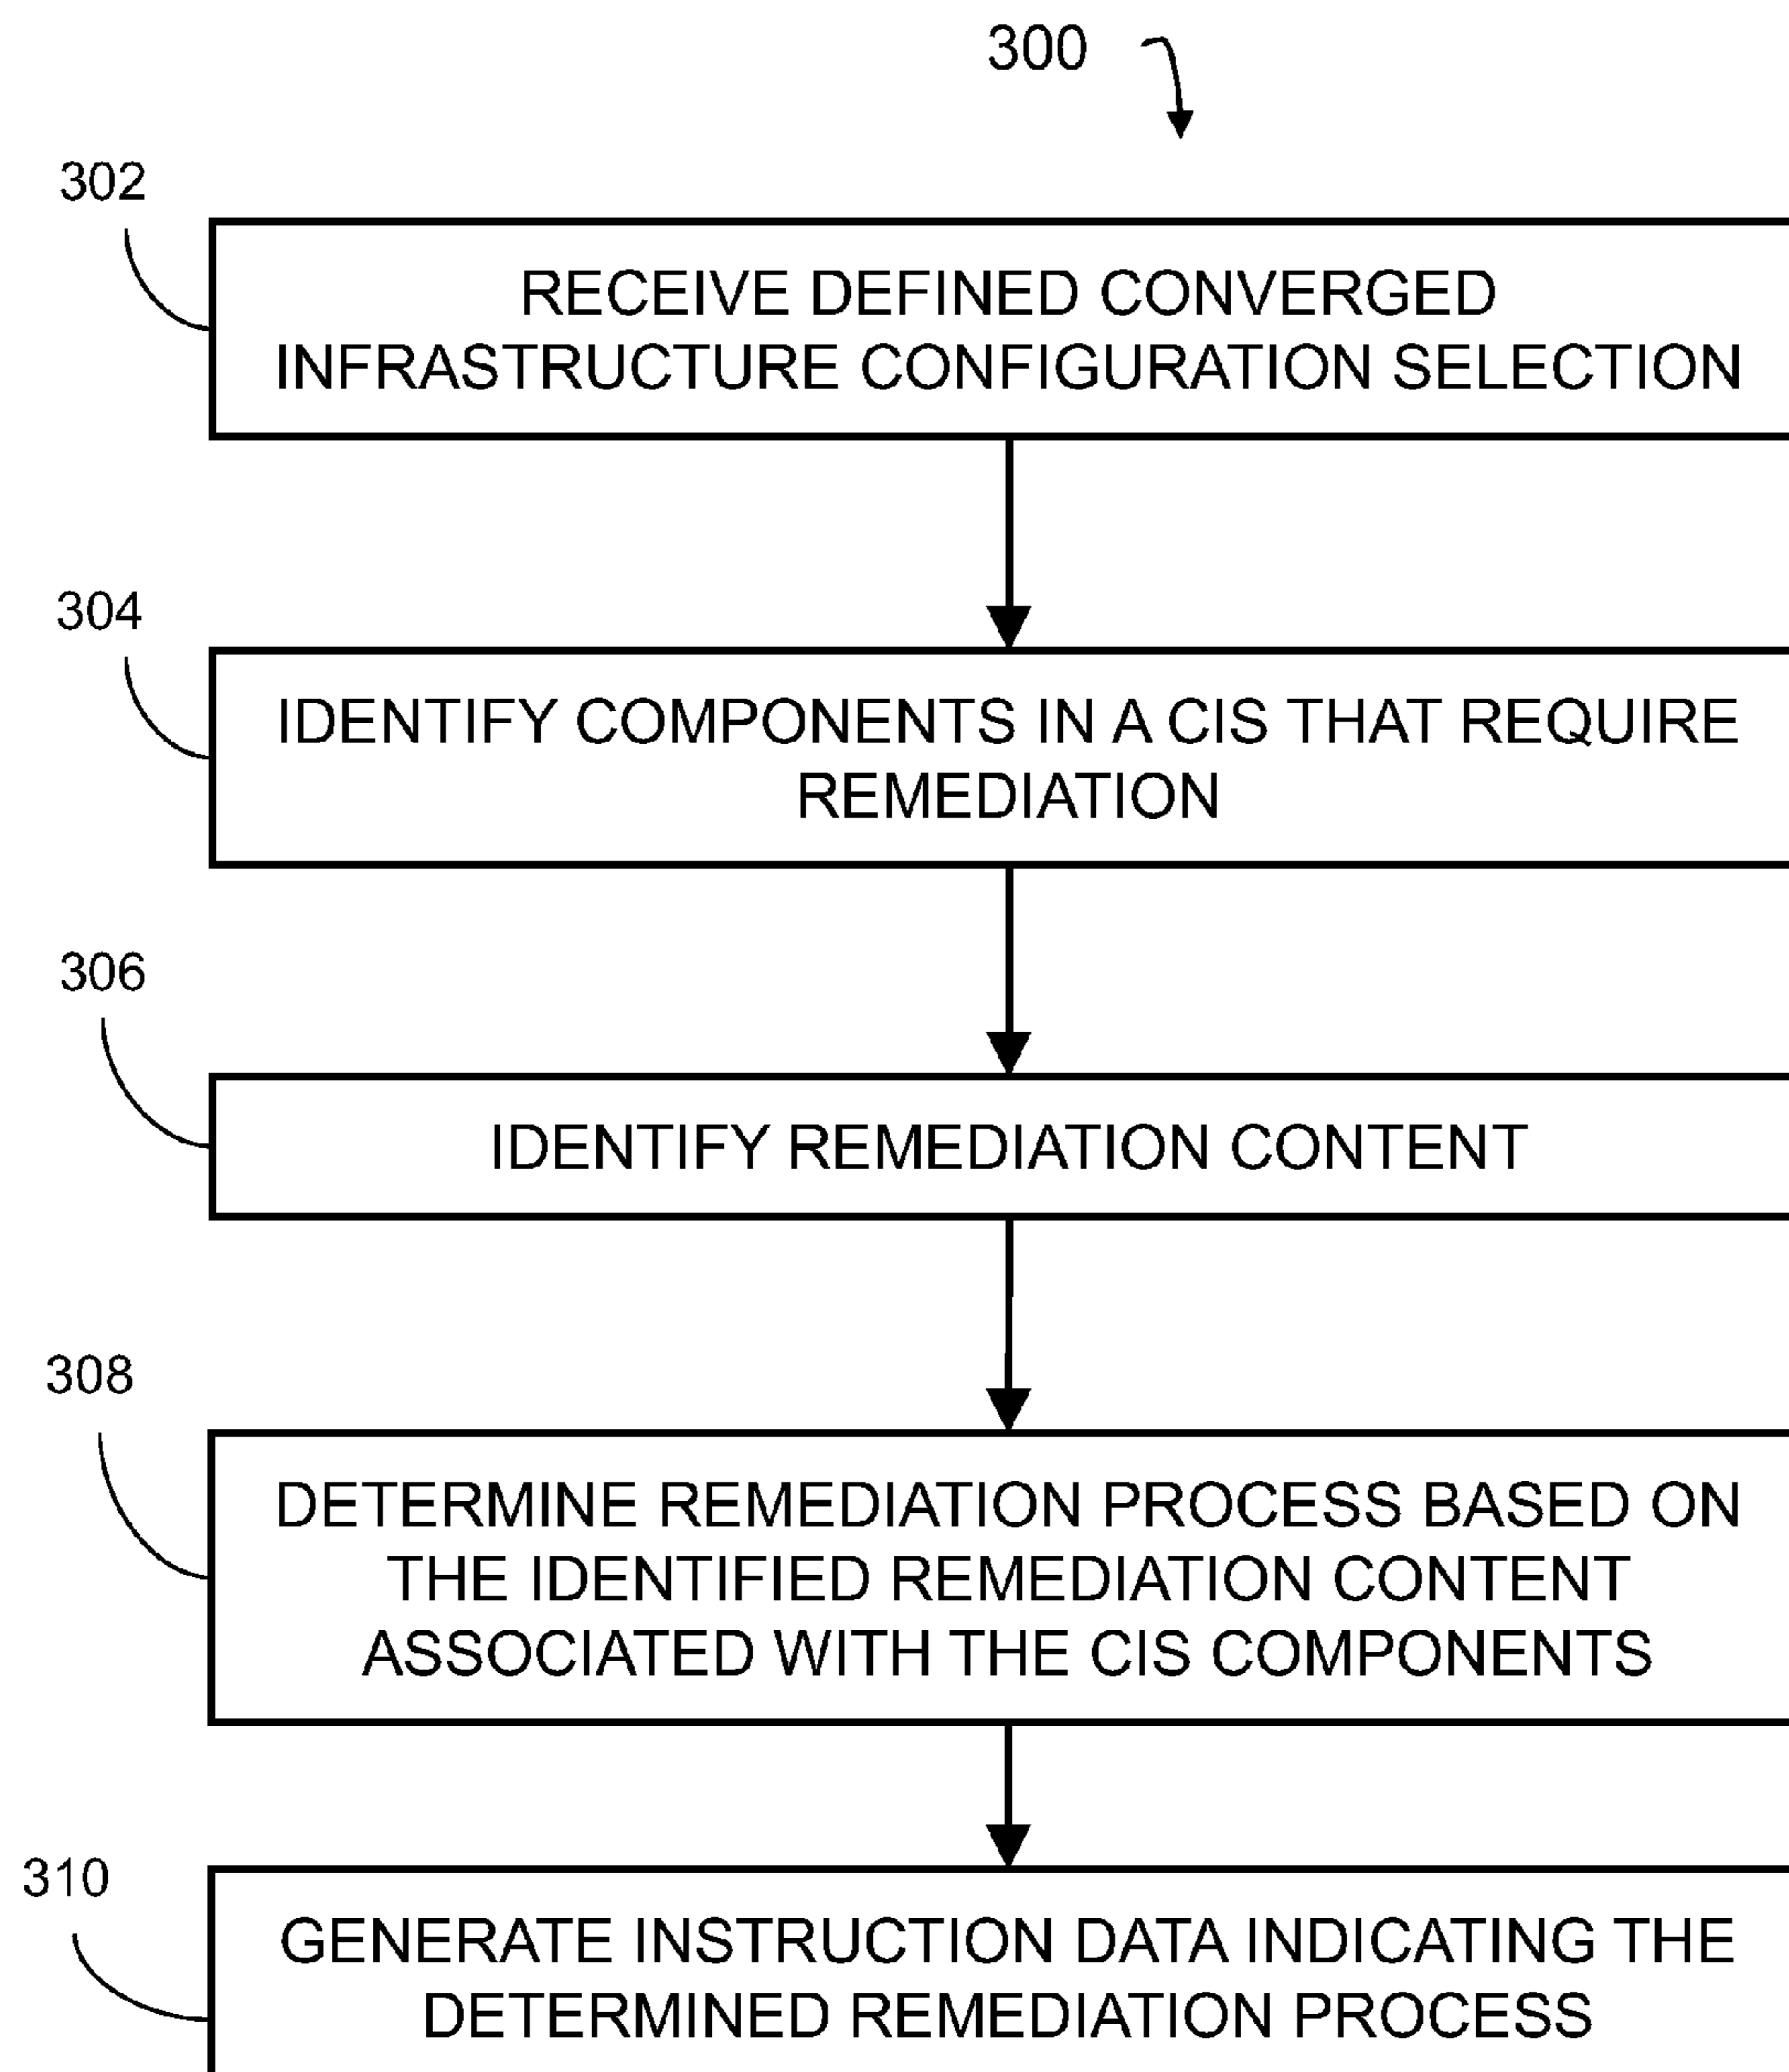 300
302
RECEIVE DEFINED CONVERGED
INFRASTRUCTURE CONFIGURATION SELECTION
304
IDENTIFY COMPONENTS IN A CIS THAT REQUIRE
REMEDIATION
306
IDENTIFY REMEDIATION CONTENT
308
DETERMINE REMEDIATION PROCESS BASED ON
THE IDENTIFIED REMEDIATION CONTENT
ASSOCIATED WITH THE CIS COMPONENTS
310
GENERATE INSTRUCTION DATA INDICATING THE
DETERMINED REMEDIATION PROCESS